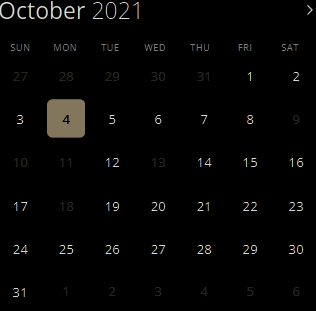 October 2021 >
SUN MON TUE WED THU FRI SAT
27 28 29 30 31 1 2
3 4 5 6 7 8 9
10 11 12 13 14 15 16
17 18 19 20 21 22 23
24 25 26 27 28 29 30
31 1 2 3 4 5 6